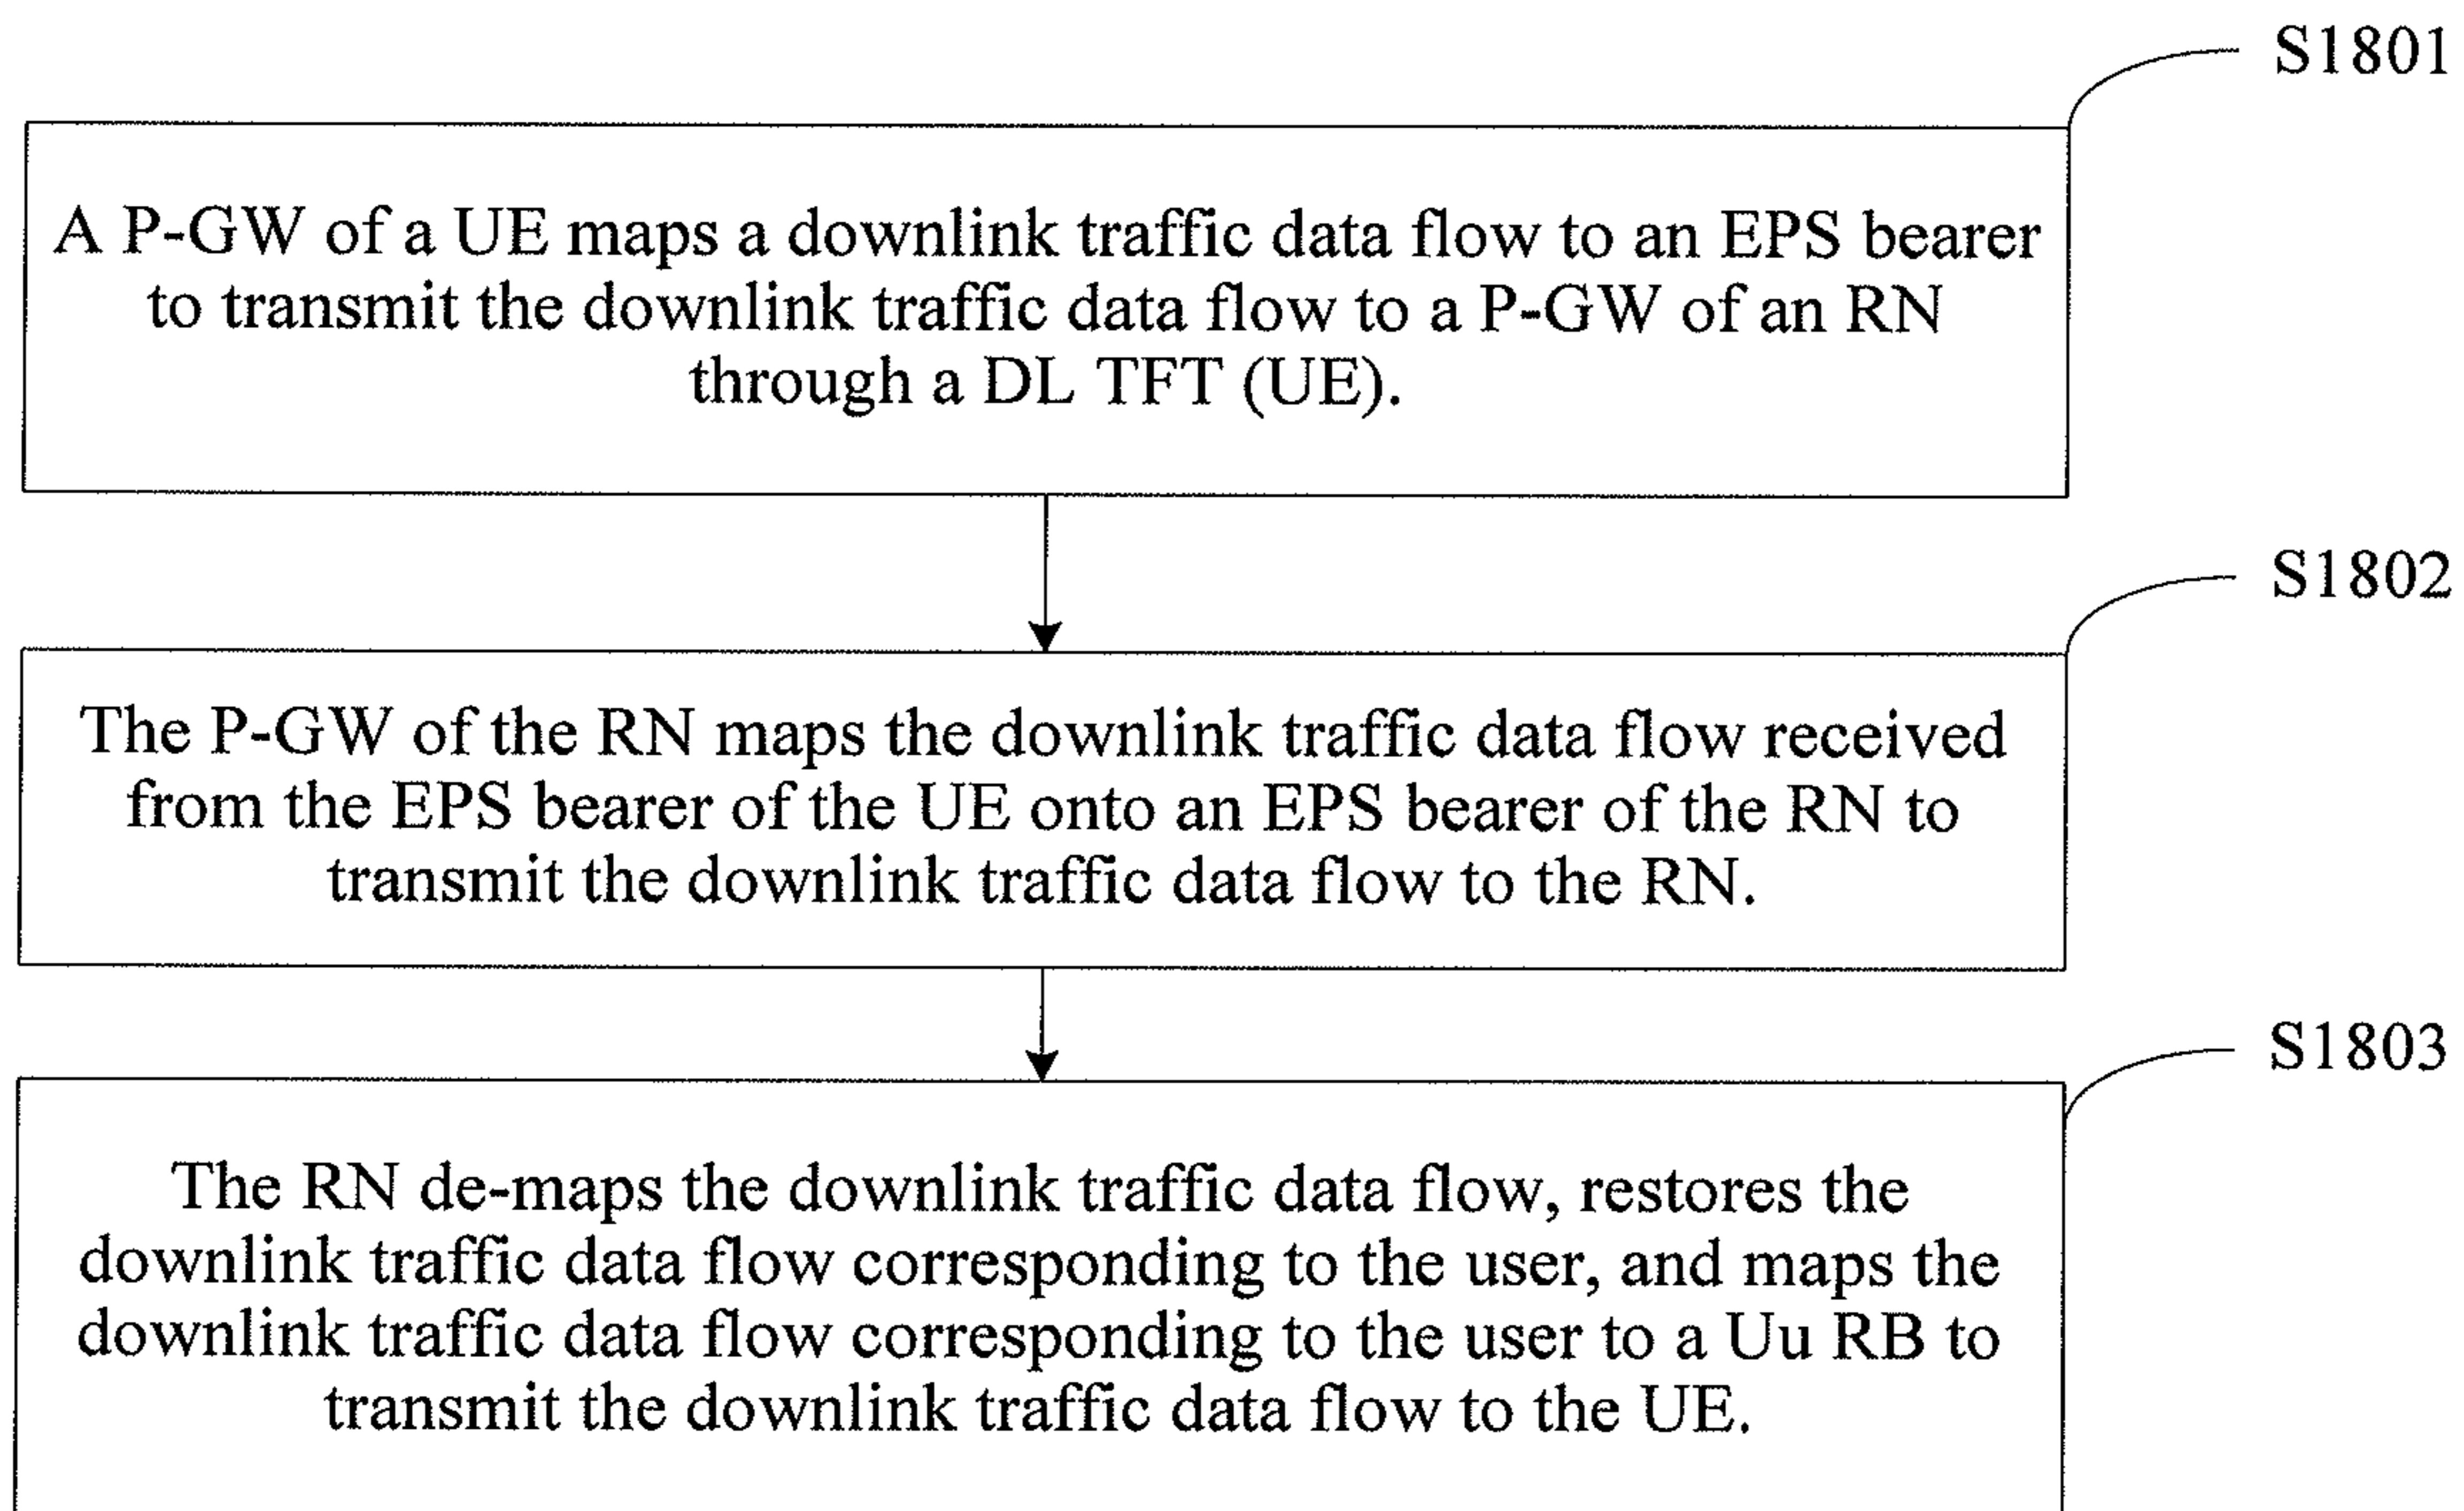 S1801
A P-GW of a UE maps a downlink traffic data flow to an EPS bearer
to transmit the downlink traffic data flow to a P-GW of an RN
through a DL TFT (UE).
S1802
The P-GW of the RN maps the downlink traffic data flow received
from the EPS bearer of the UE onto an EPS bearer of the RN to
transmit the downlink traffic data flow to the RN.
S1803
The RN de-maps the downlink traffic data flow, restores the
downlink traffic data flow corresponding to the user, and maps the
downlink traffic data flow corresponding to the user to a Uu RB to
transmit the downlink traffic data flow to the UE.